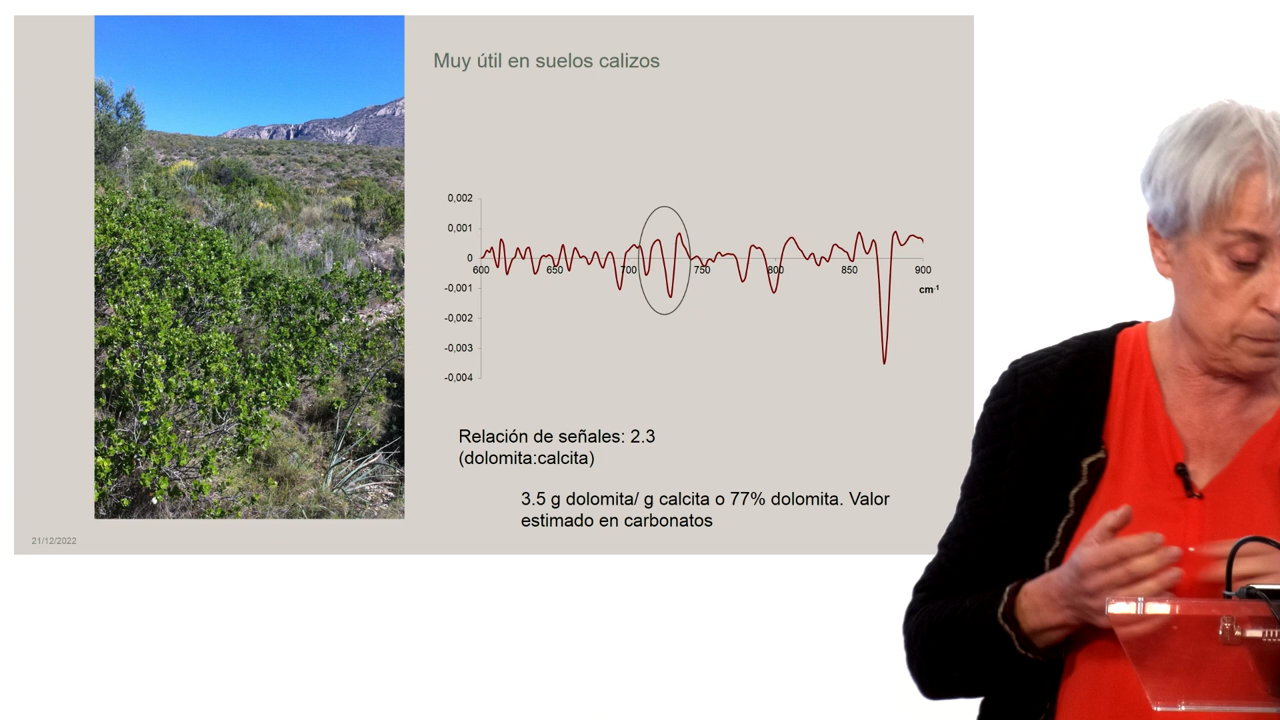 Muy útil en suelos calizos
0,002
0,001
0
-0,001
-0,002
-0,003
-0,004
600
650
700
750
800
850
900
cm-1
Relación de señales: 2.3
(dolomita:calcita)
3.5 g dolomita/ g calcita o 77% dolomita. Valor
estimado en carbonatos
21/12/2022